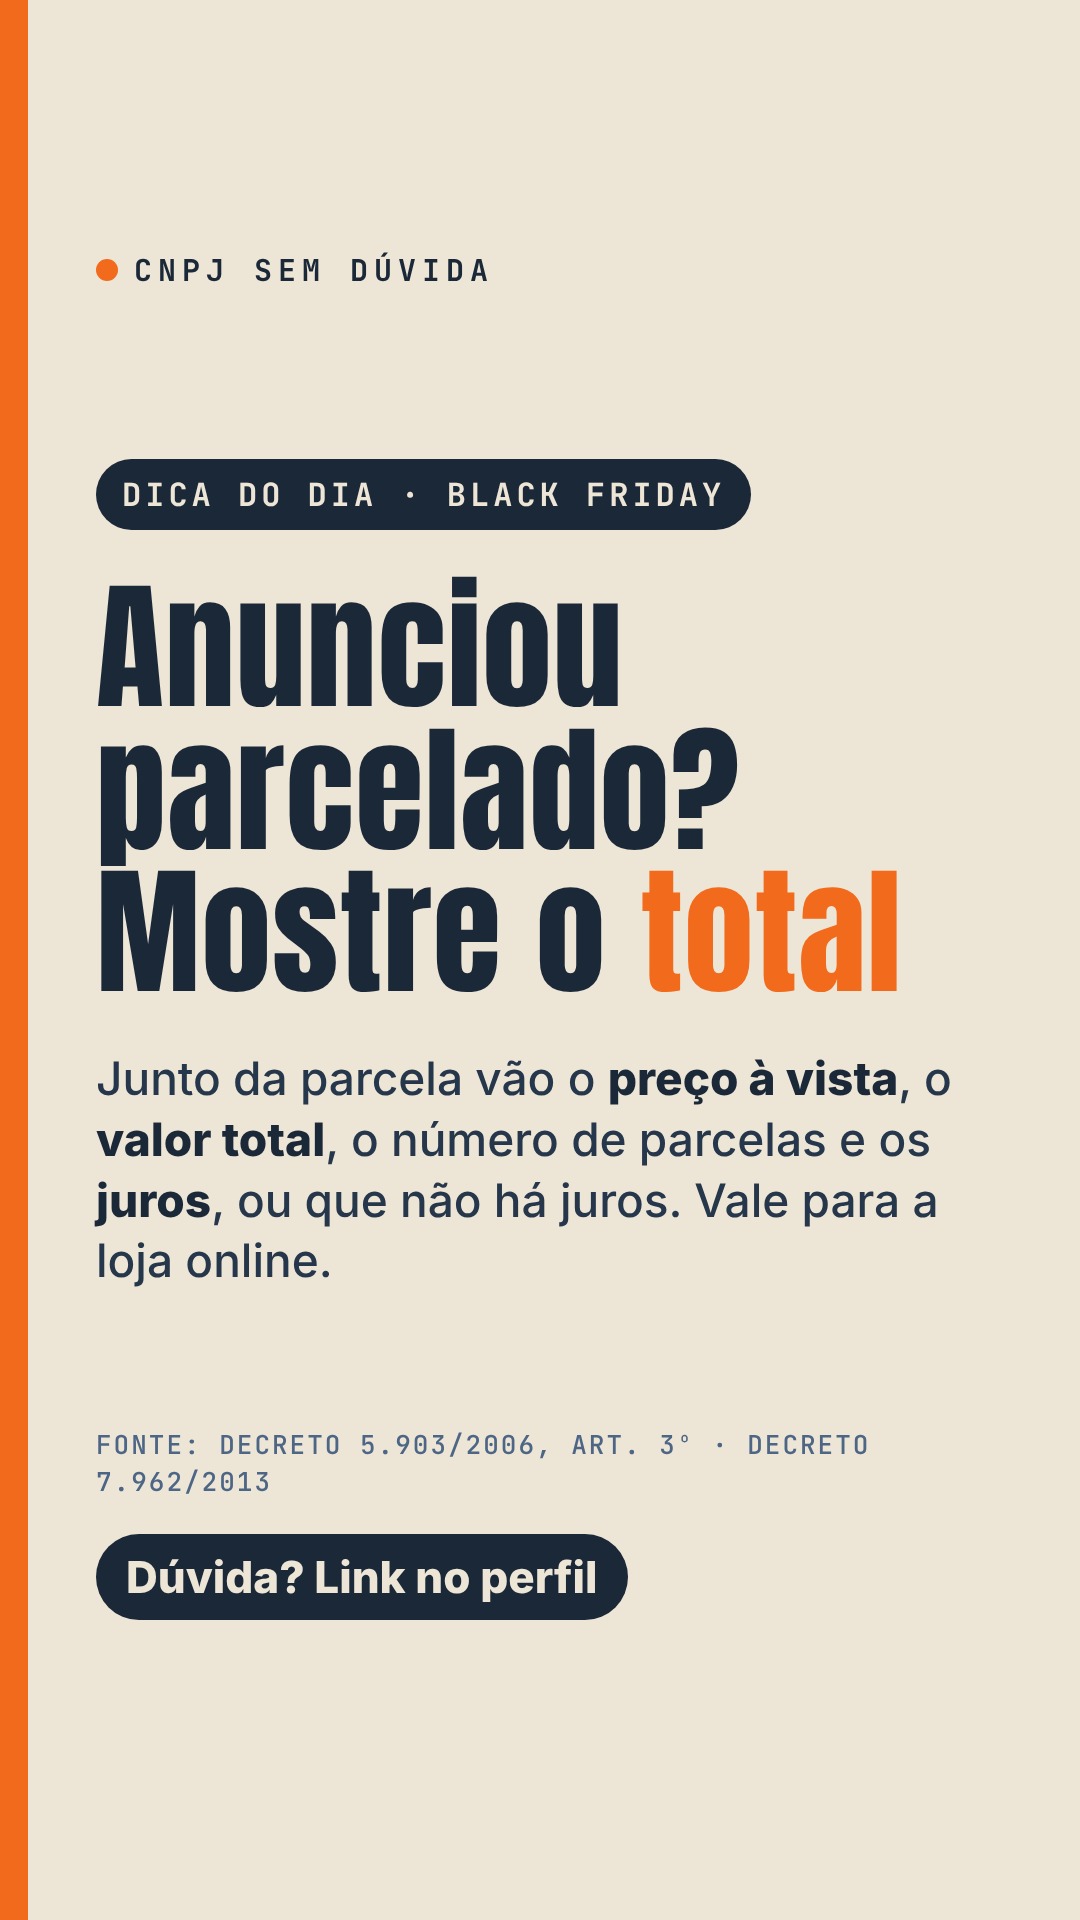 CNPJ SEM DÚVIDA
DICA DO DIA · BLACK FRIDAY
Anunciou
parcelado?
Mostre o total
Junto da parcela vão o preço à vista, o
valor total, o número de parcelas e os
juros, ou que não há juros. Vale para a
loja online.
FONTE: DECRETO 5.903/2006, ART. 3º · DECRETO
7.962/2013
Dúvida? Link no perfil